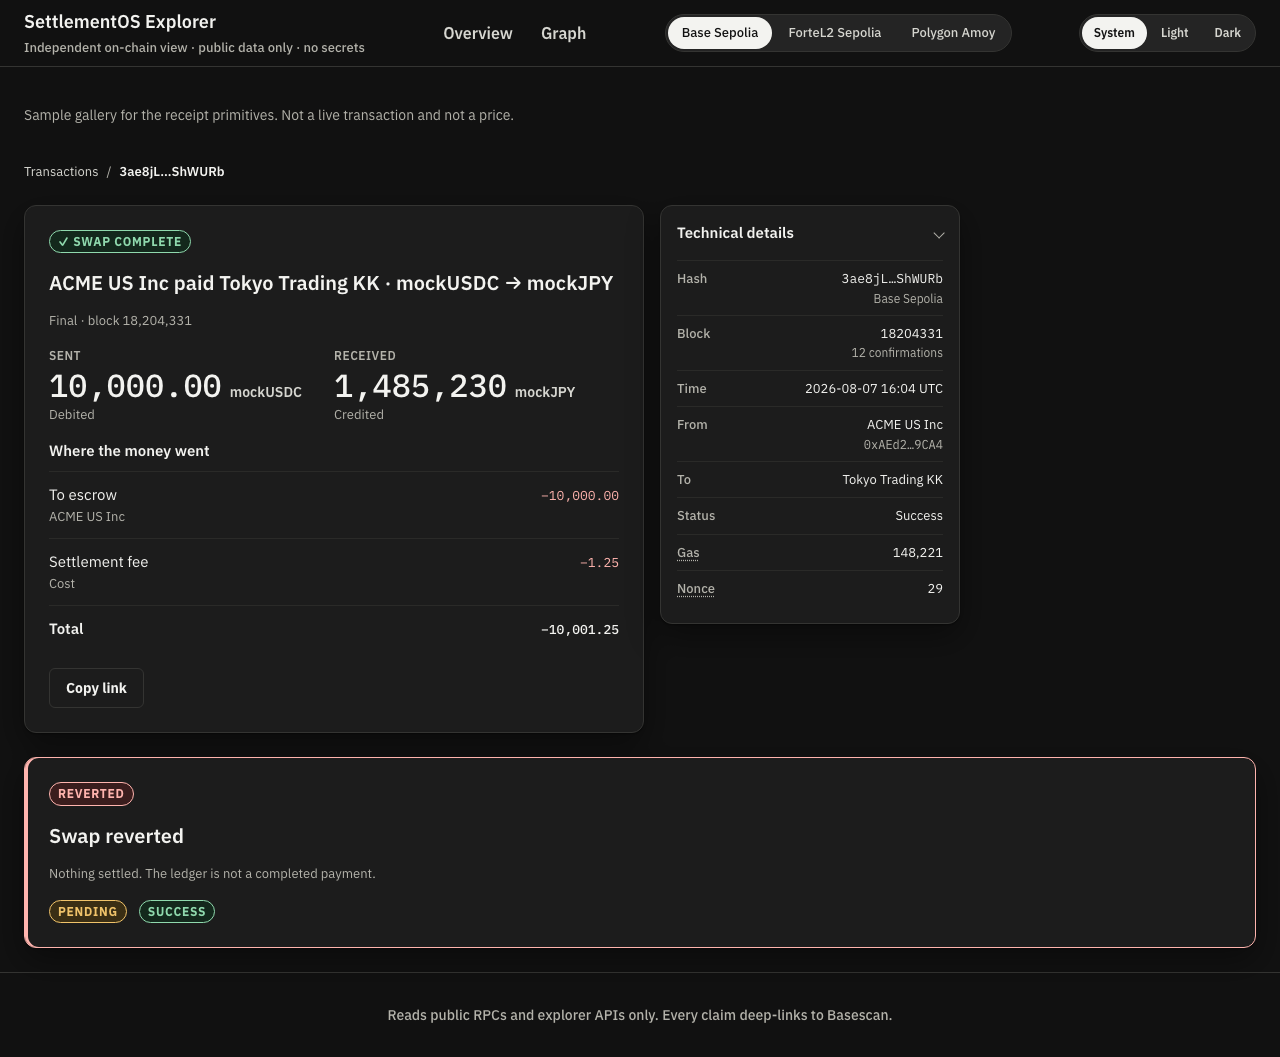 SettlementOS Explorer
Independent on-chain view · public data only · no secrets
Overview
Graph
Base Sepolia
ForteL2 Sepolia
Polygon Amoy
System
Light
Dark
Sample gallery for the receipt primitives. Not a live transaction and not a price.
Transactions / 3ae8jL…ShWURb
✓ SWAP COMPLETE
ACME US Inc paid Tokyo Trading KK · mockUSDC → mockJPY
Final · block 18,204,331
SENT
10,000.00 mockUSDC
Debited
RECEIVED
1,485,230 mockJPY
Credited
Where the money went
To escrow −10,000.00
ACME US Inc
Settlement fee −1.25
Cost
Total −10,001.25
Copy link
Technical details
Hash 3ae8jL…ShWURb
Base Sepolia
Block 18204331
12 confirmations
Time 2026-08-07 16:04 UTC
From ACME US Inc
0xAEd2…9CA4
To Tokyo Trading KK
Status Success
Gas 148,221
Nonce 29
REVERTED
Swap reverted
Nothing settled. The ledger is not a completed payment.
PENDING
SUCCESS
Reads public RPCs and explorer APIs only. Every claim deep-links to Basescan.